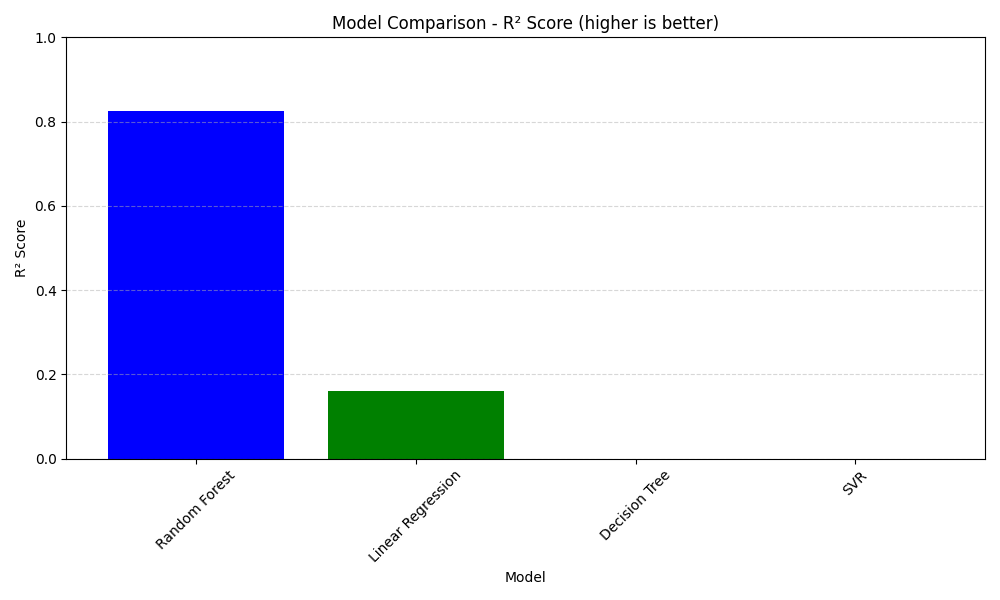 Model Comparison - R² Score (higher is better)
1.0
0.8
0.6
0.4
0.2
0.0
R² Score
Random Forest
Linear Regression
Decision Tree
SVR
Model